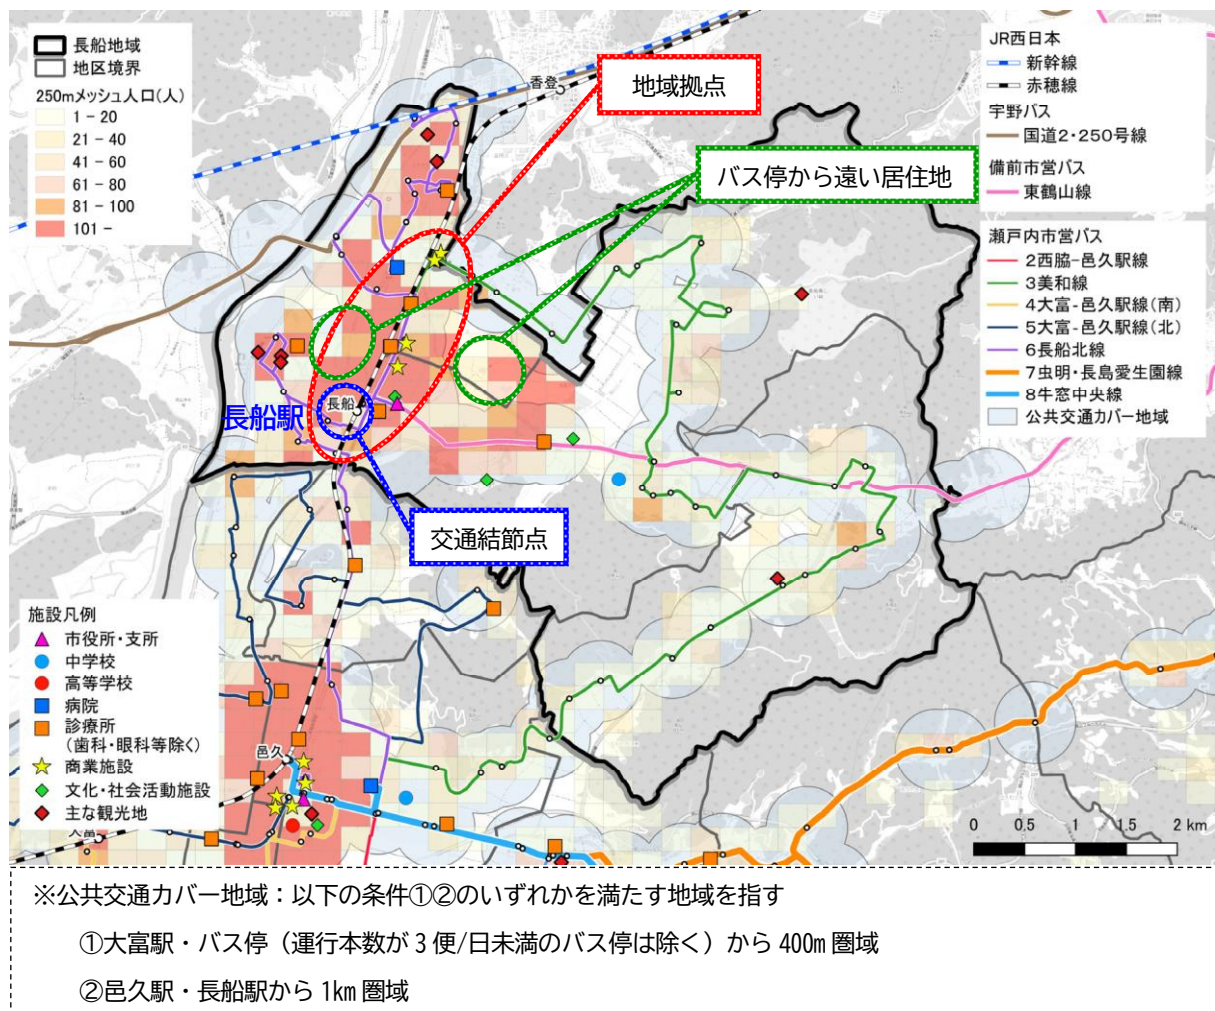 長船地域
地区境界
250mメッシュ人口(人)
1 - 20
21 - 40
41 - 60
61 - 80
81 - 100
101 -
香登
地域拠点
バス停から遠い居住地
JR西日本
新幹線
赤穂線
宇野バス
国道2・250号線
備前市営バス
東鶴山線
瀬戸内市営バス
2西脇-邑久駅線
3美和線
4大富-邑久駅線(南)
5大富-邑久駅線(北)
6長船北線
7虫明・長島愛生園線
8牛窓中央線
公共交通カバー地域
長船
長船駅
交通結節点
施設凡例
市役所・支所
中学校
高等学校
病院
診療所
(歯科・眼科等除く)
商業施設
文化・社会活動施設
主な観光地
邑久
大富
0 0.5 1 1.5 2 km
※公共交通カバー地域：以下の条件①②のいずれかを満たす地域を指す
①大富駅・バス停（運行本数が3便/日未満のバス停は除く）から 400m 圏域
②邑久駅・長船駅から 1km 圏域